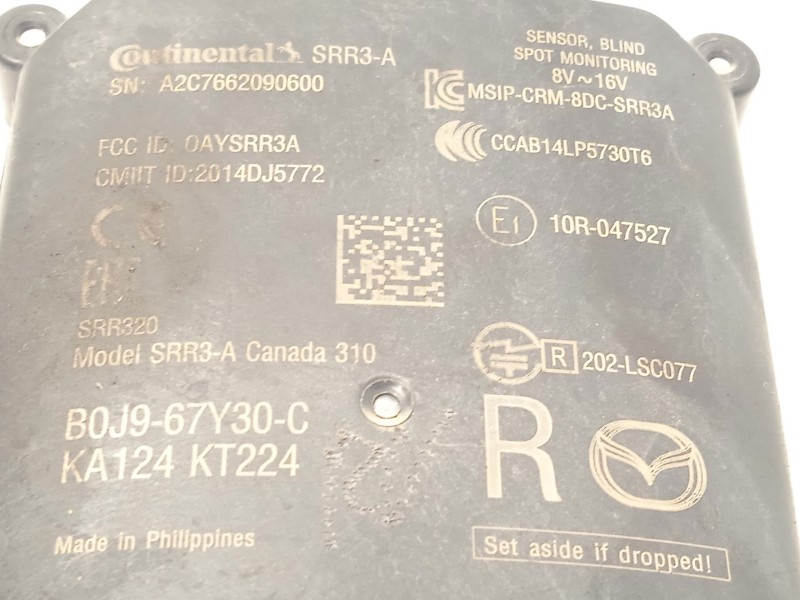 Continental SRR3-A
SN: A2C7662090600
SENSOR, BLIND
SPOT MONITORING
8V~16V
MSIP-CRM-8DC-SRR3A
FCC ID: OAYSRR3A
CMIIT ID:2014DJ5772
CCAB14LP5730T6
CE
EAC
E1 10R-047527
SRR320
Model SRR3-A Canada 310
R 202-LSC077
B0J9-67Y30-C
KA124 KT224
R
Made in Philippines
Set aside if dropped!